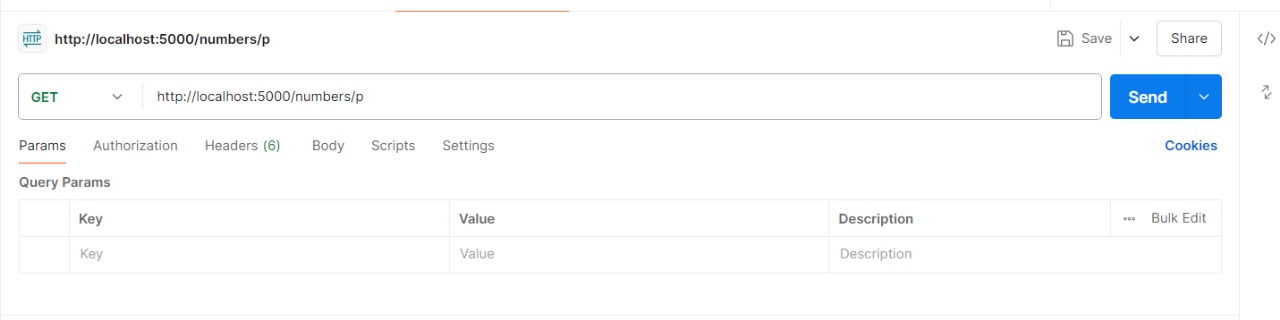 HTTP http://localhost:5000/numbers/p Save Share </>
GET http://localhost:5000/numbers/p Send
Params Authorization Headers (6) Body Scripts Settings Cookies
Query Params
Key Value Description Bulk Edit
Key Value Description